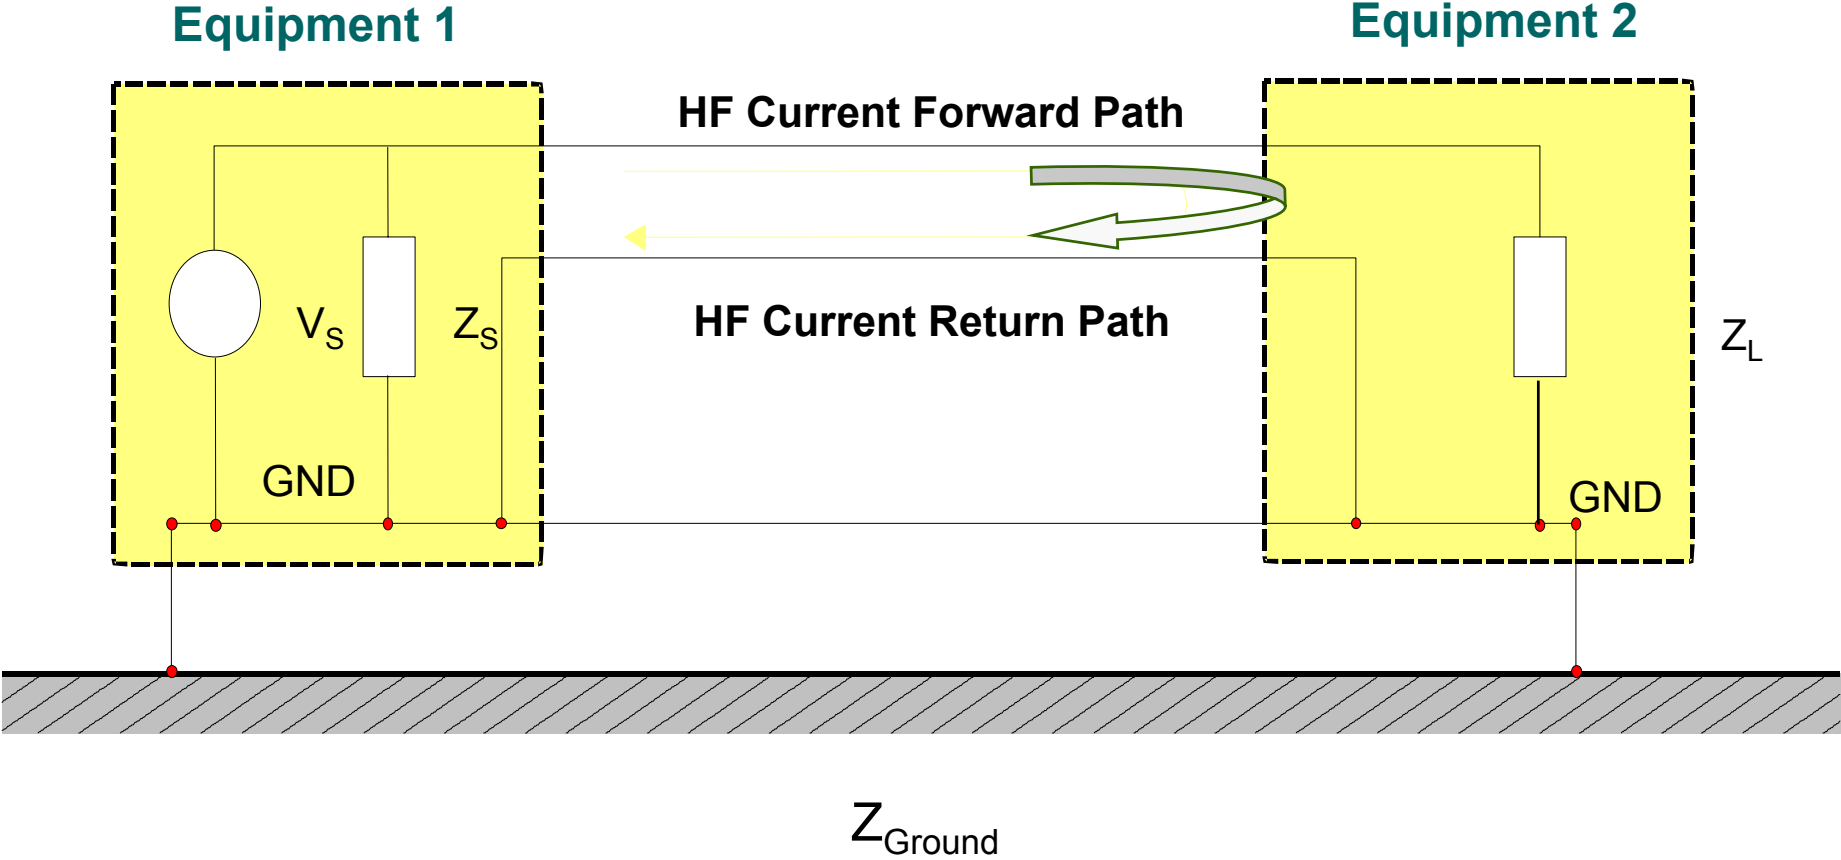 Equipment 1
Equipment 2
HF Current Forward Path
HF Current Return Path
VS
ZS
ZL
GND
GND
ZGround